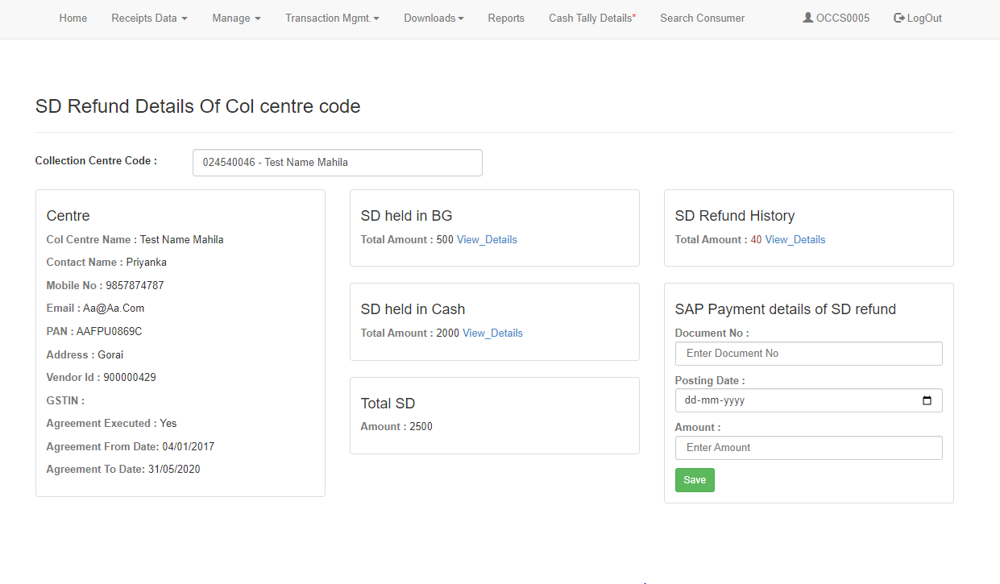 Home Receipts Data Manage Transaction Mgmt. Downloads Reports Cash Tally Details* Search Consumer OCCS0005 LogOut
SD Refund Details Of Col centre code
Collection Centre Code : 024540046 - Test Name Mahila
Centre
Col Centre Name : Test Name Mahila
Contact Name : Priyanka
Mobile No : 9857874787
Email : Aa@Aa.Com
PAN : AAFPU0869C
Address : Gorai
Vendor Id : 900000429
GSTIN :
Agreement Executed : Yes
Agreement From Date: 04/01/2017
Agreement To Date: 31/05/2020
SD held in BG
Total Amount : 500 View_Details
SD held in Cash
Total Amount : 2000 View_Details
Total SD
Amount : 2500
SD Refund History
Total Amount : 40 View_Details
SAP Payment details of SD refund
Document No :
Enter Document No
Posting Date :
dd-mm-yyyy
Amount :
Enter Amount
Save